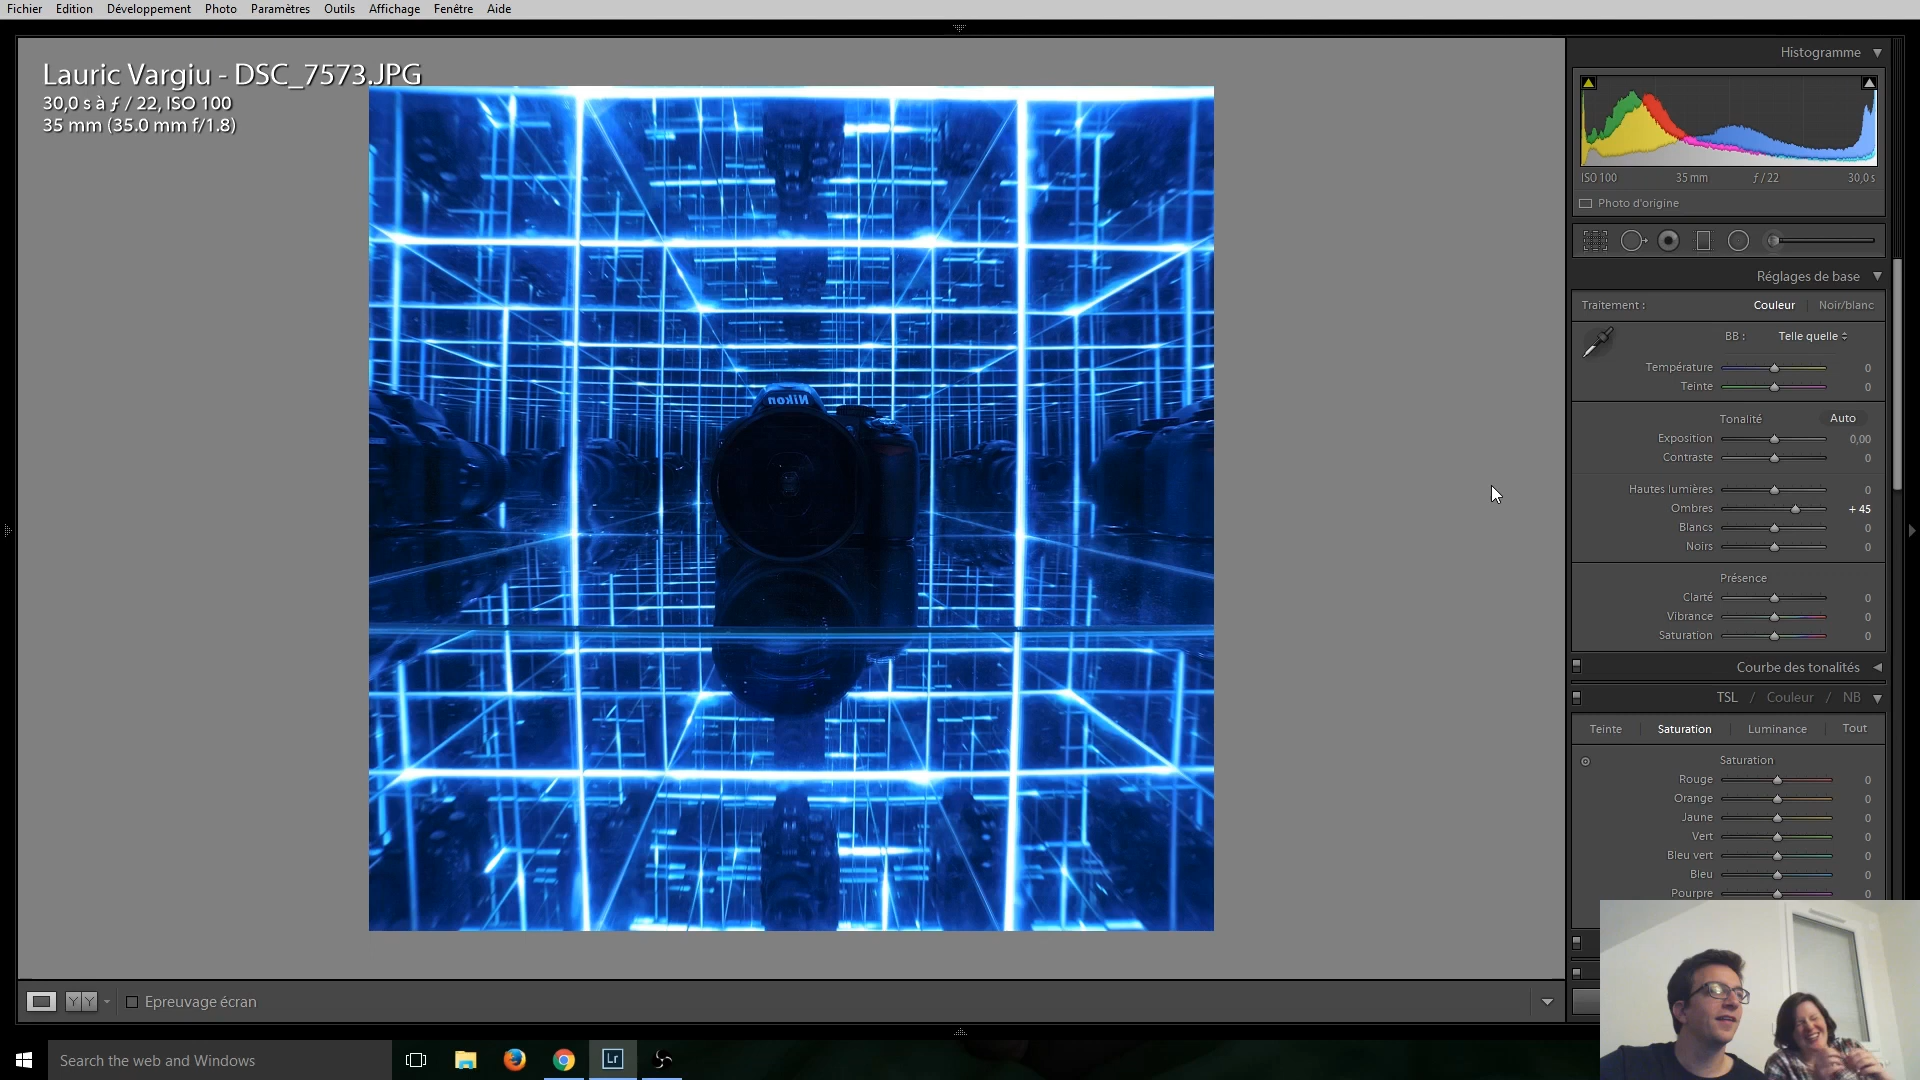 Fichier Edition Développement Photo Paramètres Outils Affichage Fenêtre Aide
Lauric Vargiu - DSC_7573.JPG
30,0 s à ƒ / 22, ISO 100
35 mm (35.0 mm f/1.8)
Nikon
Histogramme
ISO 100 35 mm ƒ / 22 30,0 s
Photo d'origine
Réglages de base
Traitement : Couleur Noir/blanc
BB : Telle quelle
Température 0
Teinte 0
Tonalité Auto
Exposition 0,00
Contraste 0
Hautes lumières 0
Ombres + 45
Blancs 0
Noirs 0
Présence
Clarté 0
Vibrance 0
Saturation 0
Courbe des tonalités
TSL / Couleur / NB
Teinte Saturation Luminance Tout
Saturation
Rouge 0
Orange 0
Jaune 0
Vert 0
Bleu vert 0
Bleu 0
Pourpre 0
Y Y Epreuvage écran
Search the web and Windows
Lr